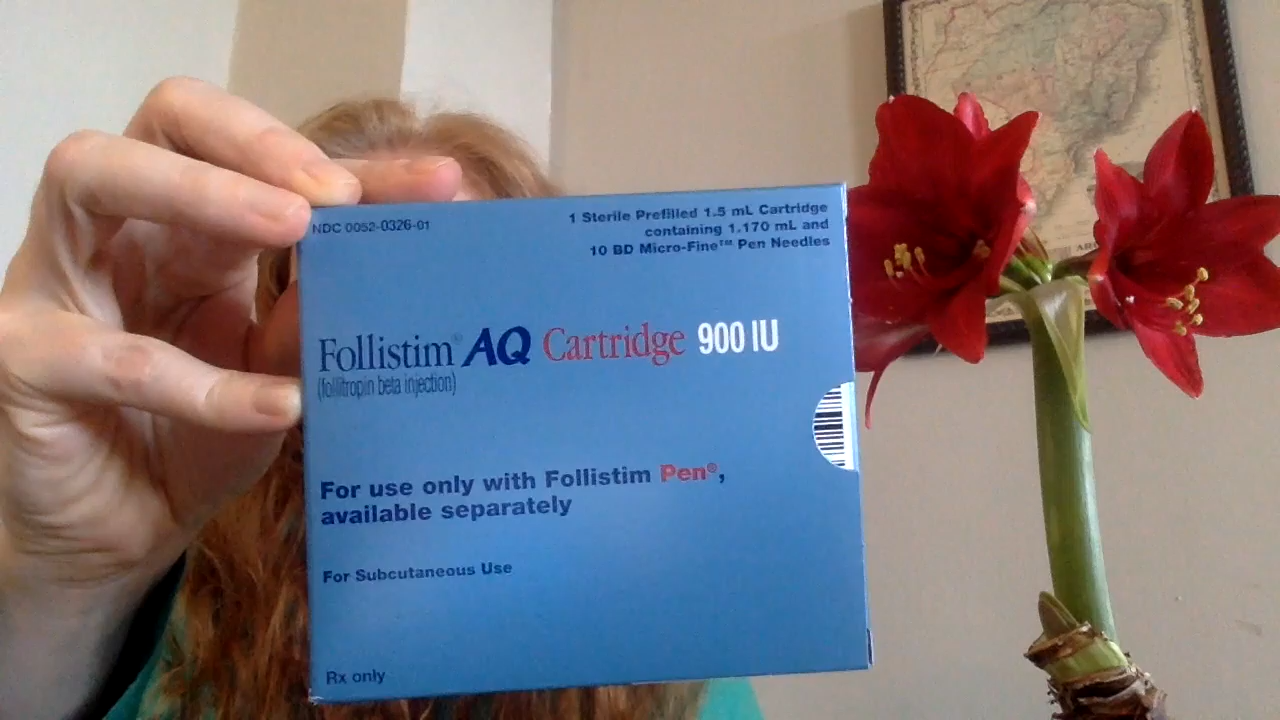 NDC 0052-0326-01
1 Sterile Prefilled 1.5 mL Cartridge
containing 1.170 mL and
10 BD Micro-Fine™ Pen Needles
Follistim® AQ Cartridge 900 IU
(follitropin beta injection)
For use only with Follistim Pen®,
available separately
For Subcutaneous Use
Rx only